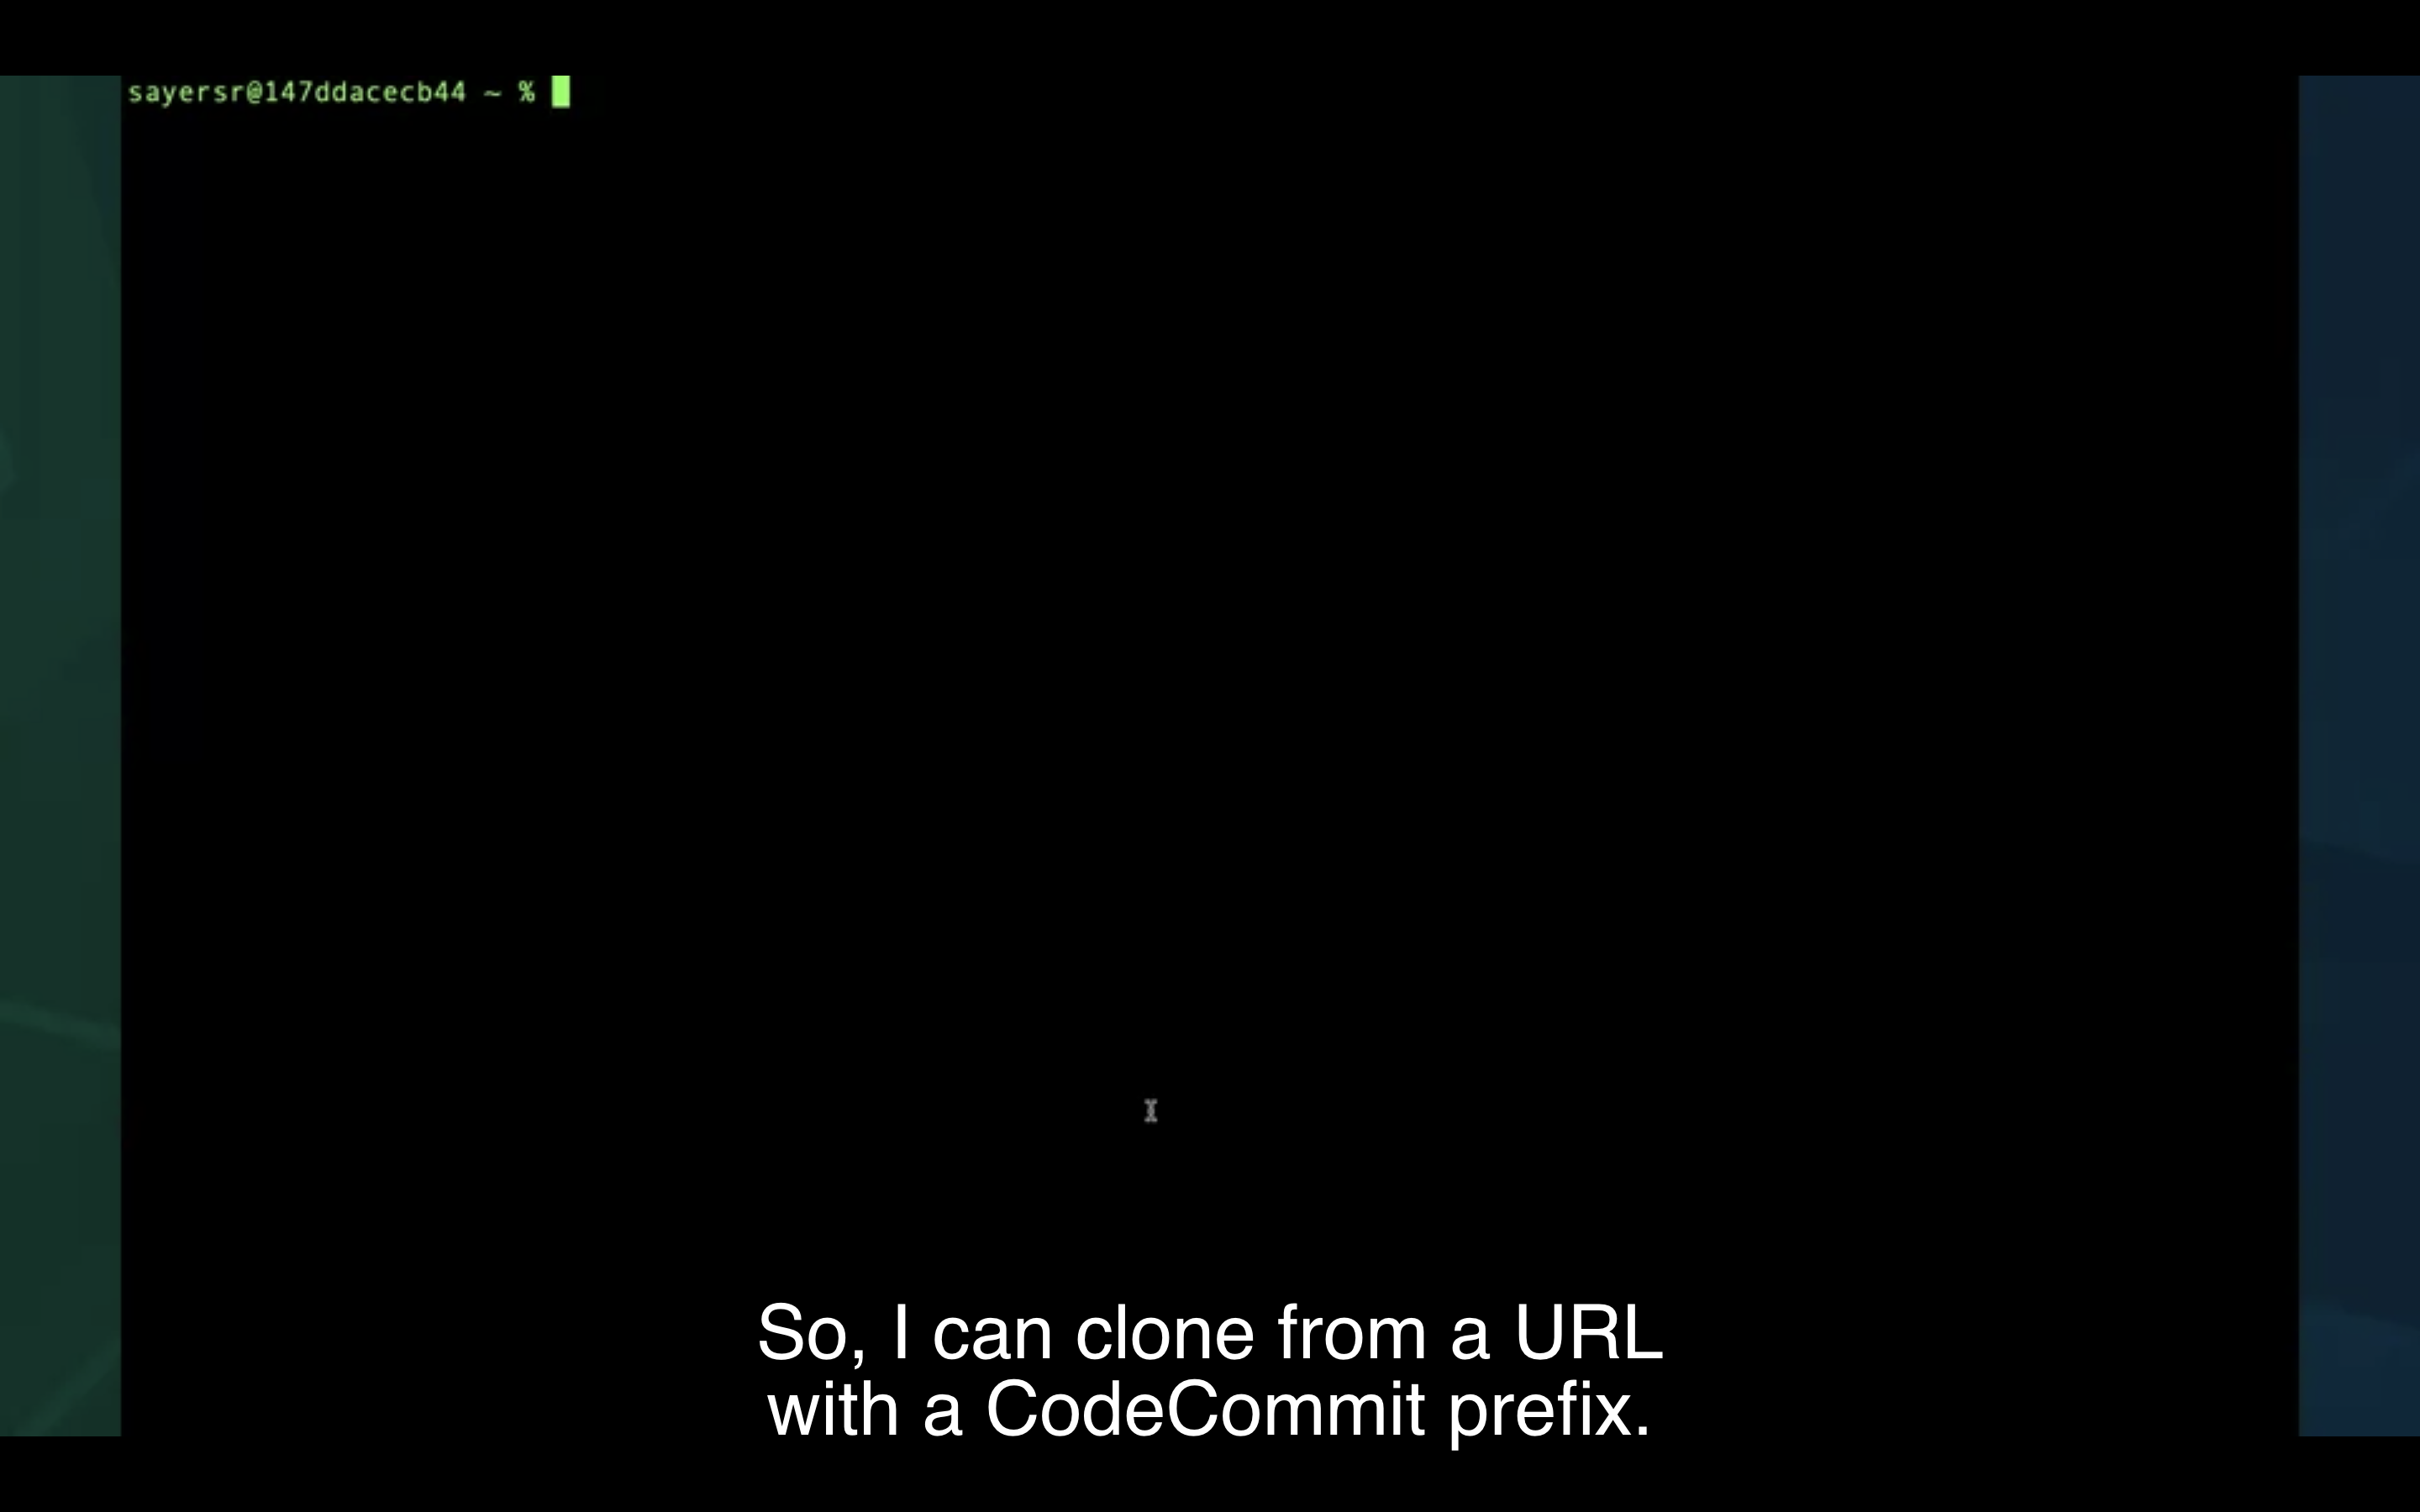 sayersr@147ddacecb44 ~ %
So, I can clone from a URL
with a CodeCommit prefix.